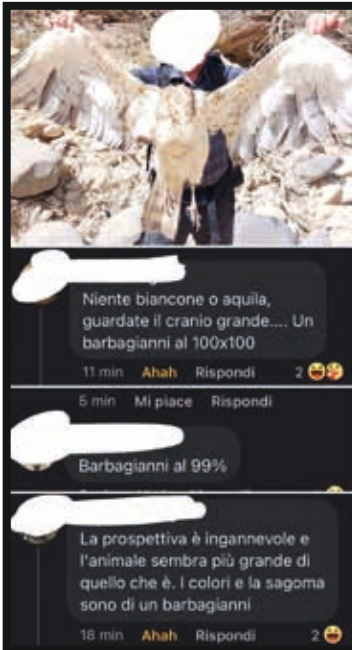 Niente biancone o aquila,
guardate il cranio grande.... Un
barbagianni al 100x100
11 min Ahah Rispondi 2
5 min Mi piace Rispondi
Barbagianni al 99%
La prospettiva è ingannevole e
l'animale sembra più grande di
quello che è. I colori e la sagoma
sono di un barbagianni
18 min Ahah Rispondi 2